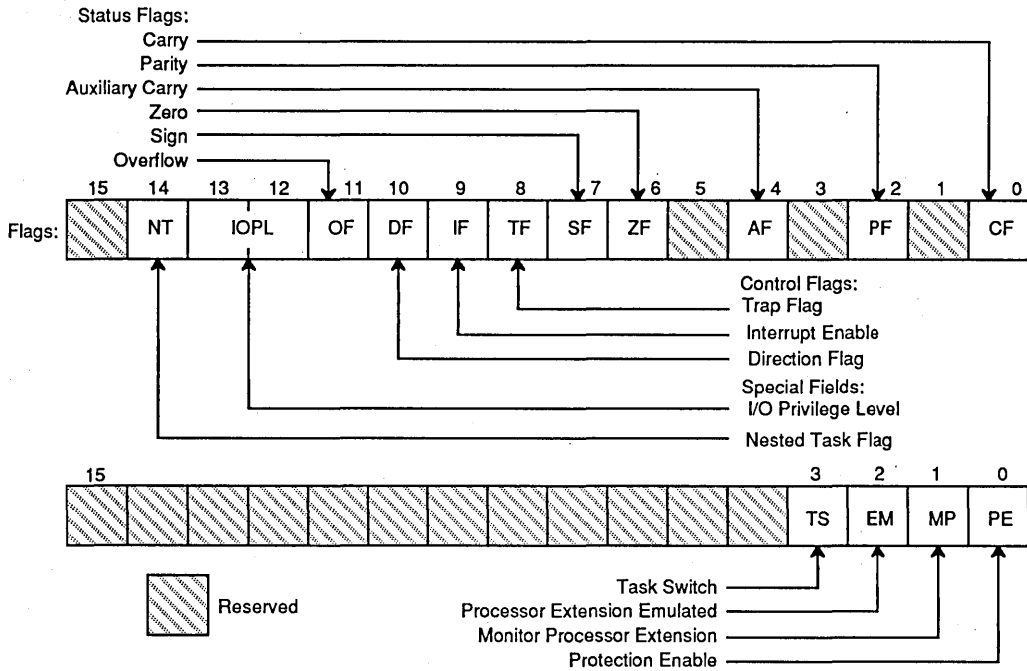 Status Flags:
Carry
Parity
Auxiliary Carry
Zero
Sign
Overflow
15 14 13 12 11 10 9 8 7 6 5 4 3 2 1 0
Flags: NT IOPL OF DF IF TF SF ZF AF PF CF
Control Flags:
Trap Flag
Interrupt Enable
Direction Flag
Special Fields:
I/O Privilege Level
Nested Task Flag
15 3 2 1 0
TS EM MP PE
Task Switch
Reserved
Processor Extension Emulated
Monitor Processor Extension
Protection Enable